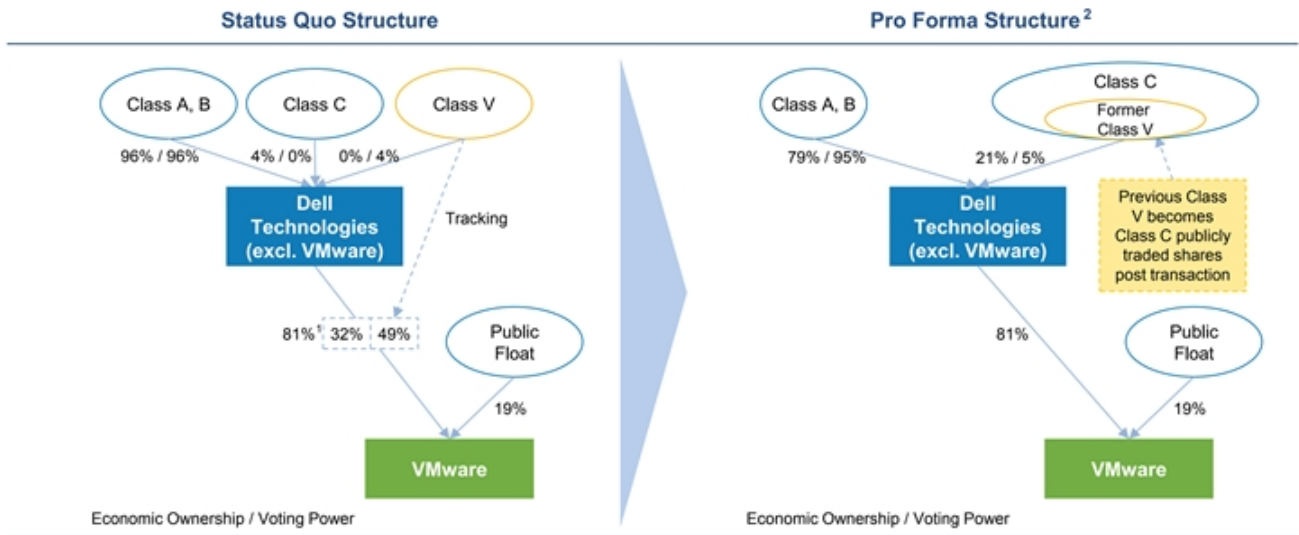 Status Quo Structure
Class A, B
Class C
Class V
96% / 96%
4% / 0%
0% / 4%
Dell
Technologies
(excl. VMware)
Tracking
81%¹
32%
49%
Public
Float
19%
VMware
Economic Ownership / Voting Power
Pro Forma Structure²
Class A, B
Class C
Former
Class V
79% / 95%
21% / 5%
Dell
Technologies
(excl. VMware)
Previous Class
V becomes
Class C publicly
traded shares
post transaction
81%
Public
Float
19%
VMware
Economic Ownership / Voting Power